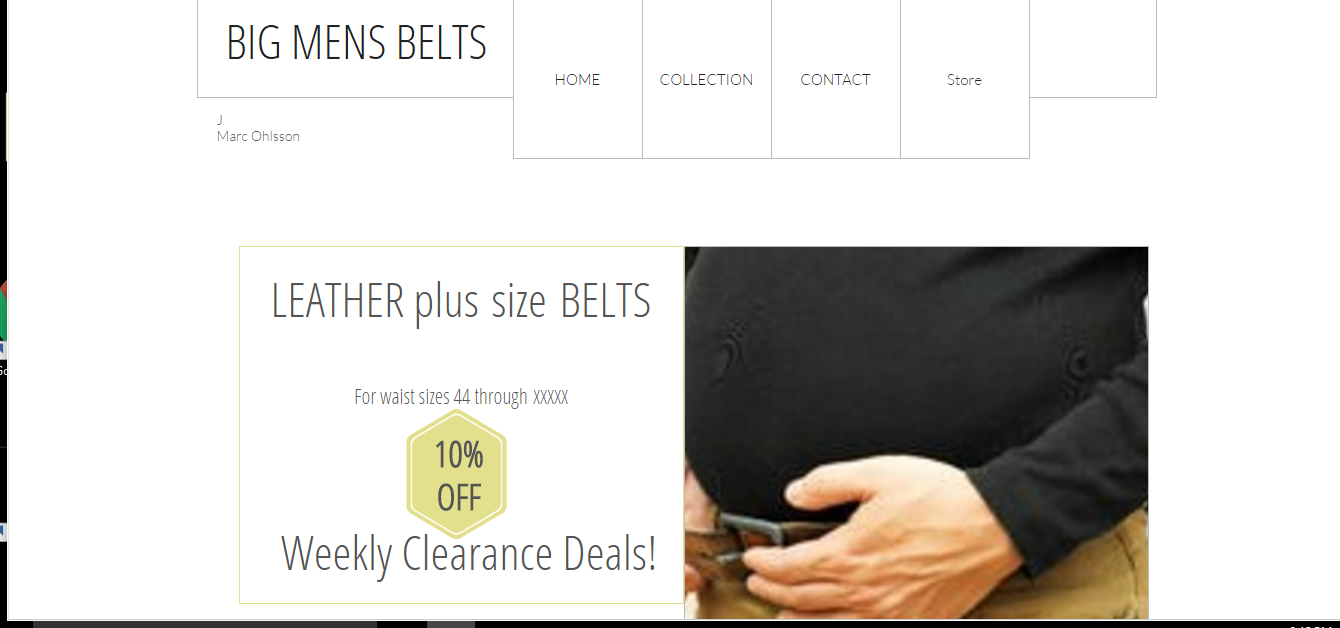 BIG MENS BELTS
HOME
COLLECTION
CONTACT
Store
J
Marc Ohlsson
LEATHER plus size BELTS
For waist sizes 44 through XXXXX
10%
OFF
Weekly Clearance Deals!